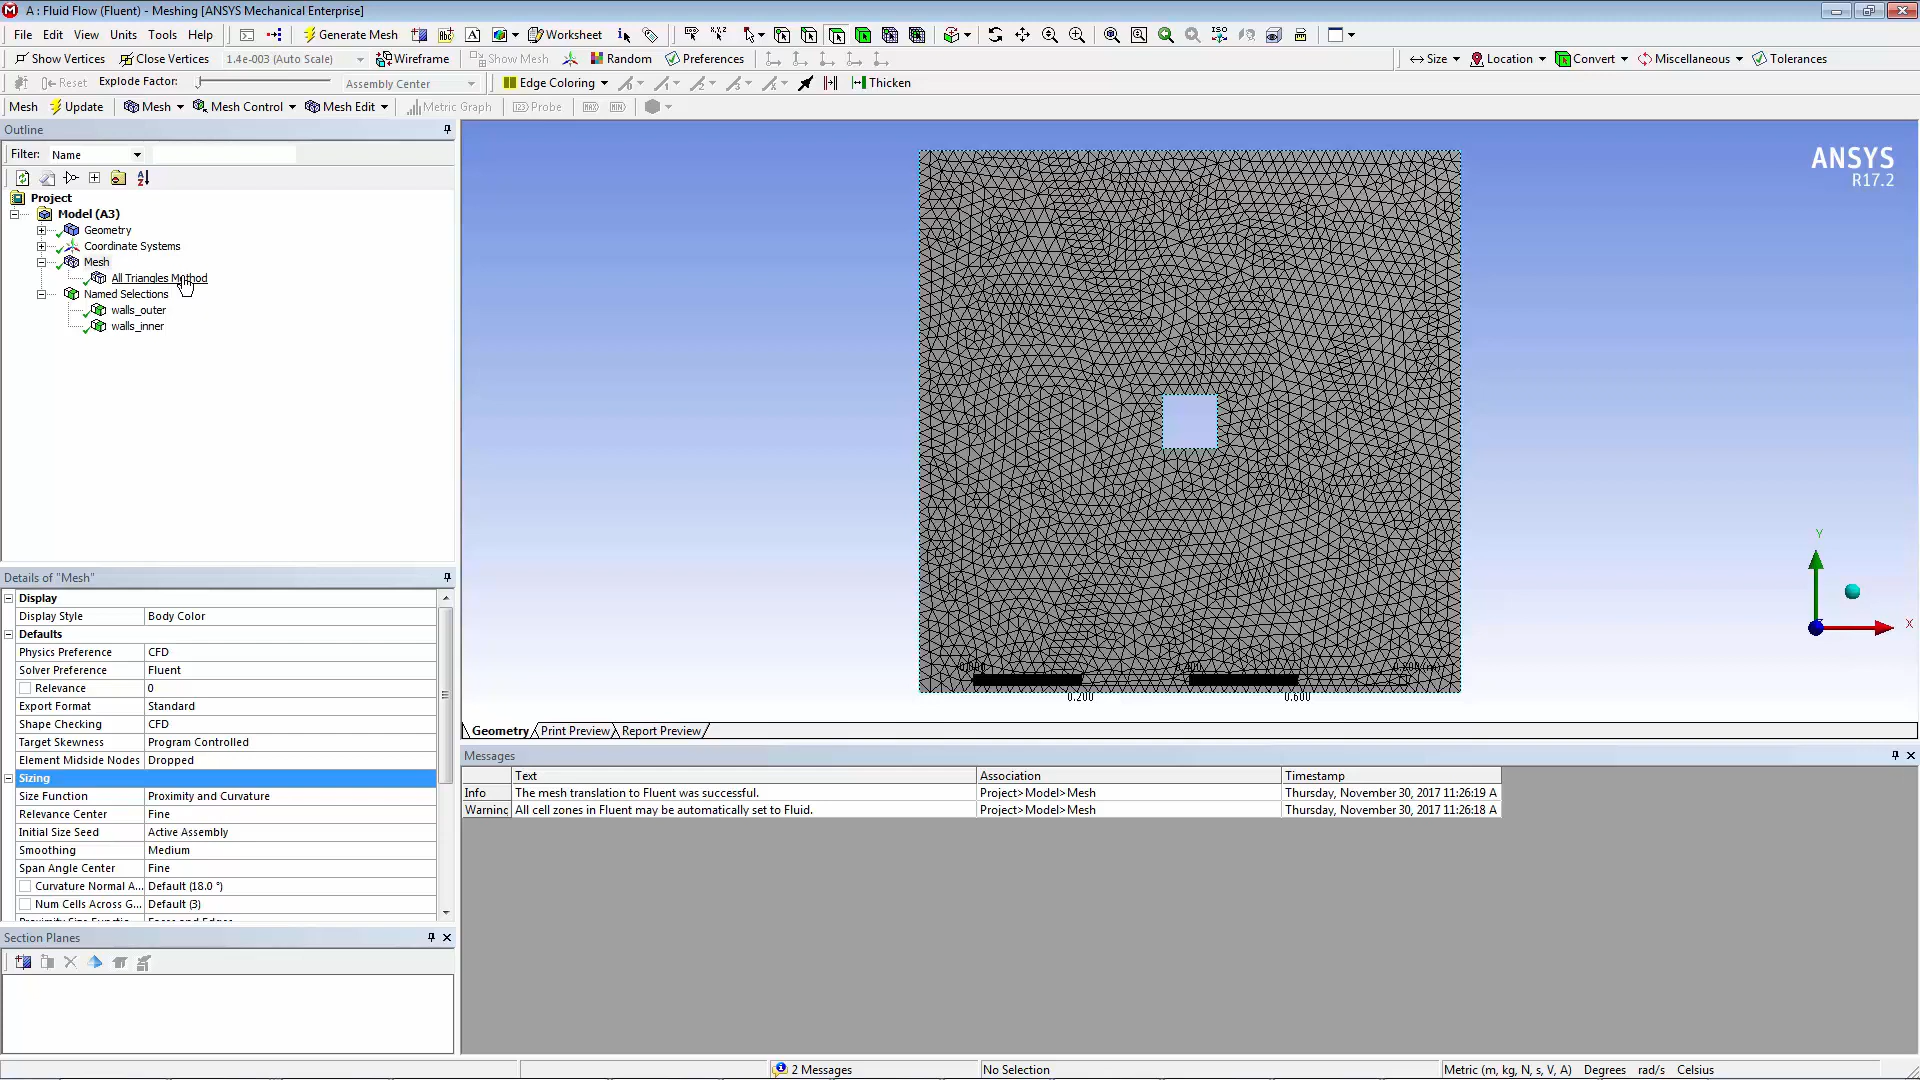 A : Fluid Flow (Fluent) - Meshing [ANSYS Mechanical Enterprise]
File Edit View Units Tools Help Generate Mesh Worksheet
Show Vertices Close Vertices 1.4e-003 (Auto Scale) Wireframe Show Mesh Random Preferences Size Location Convert Miscellaneous Tolerances
Reset Explode Factor: Assembly Center Edge Coloring Thicken
Mesh Update Mesh Mesh Control Mesh Edit Metric Graph Probe
Outline
Filter: Name
Project
Model (A3)
Geometry
Coordinate Systems
Mesh
All Triangles Method
Named Selections
walls_outer
walls_inner
Details of "Mesh"
Display
Display Style Body Color
Defaults
Physics Preference CFD
Solver Preference Fluent
Relevance 0
Export Format Standard
Shape Checking CFD
Target Skewness Program Controlled
Element Midside Nodes Dropped
Sizing
Size Function Proximity and Curvature
Relevance Center Fine
Initial Size Seed Active Assembly
Smoothing Medium
Span Angle Center Fine
Curvature Normal A... Default (18.0 °)
Num Cells Across G... Default (3)
Section Planes
ANSYS
R17.2
Y
X
0.200 0.600
Geometry Print Preview Report Preview
Messages
Text Association Timestamp
Info The mesh translation to Fluent was successful. Project>Model>Mesh Thursday, November 30, 2017 11:26:19 A
Warninc All cell zones in Fluent may be automatically set to Fluid. Project>Model>Mesh Thursday, November 30, 2017 11:26:18 A
2 Messages No Selection Metric (m, kg, N, s, V, A) Degrees rad/s Celsius